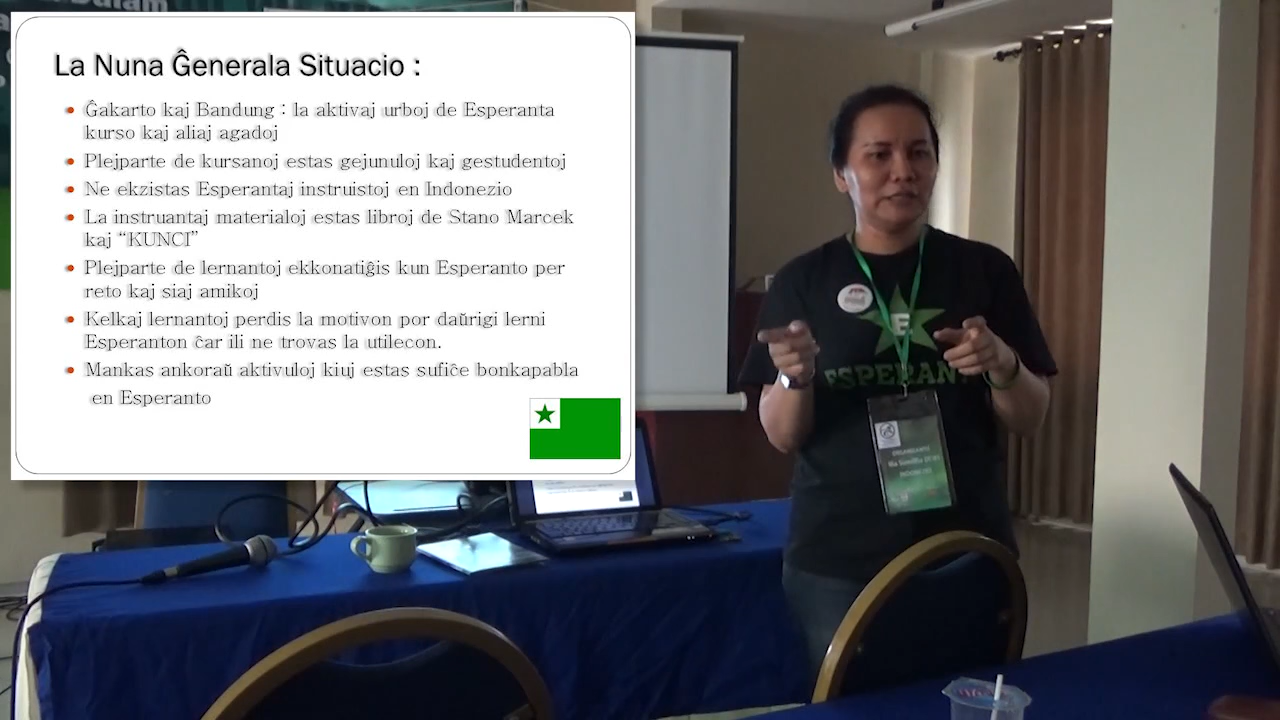 La Nuna Ĝenerala Situacio :
Ĝakarto kaj Bandung : la aktivaj urboj de Esperanta
kurso kaj aliaj agadoj
Plejparte de kursanoj estas gejunuloj kaj gestudentoj
Ne ekzistas Esperantaj instruistoj en Indonezio
La instruantaj materialoj estas libroj de Stano Marcek
kaj “KUNCI”
Plejparte de lernantoj ekkonatiĝis kun Esperanto per
reto kaj siaj amikoj
Kelkaj lernantoj perdis la motivon por daŭrigi lerni
Esperanton ĉar ili ne trovas la utilecon.
Mankas ankoraŭ aktivuloj kiuj estas sufiĉe bonkapabla
en Esperanto
E
ESPERAN